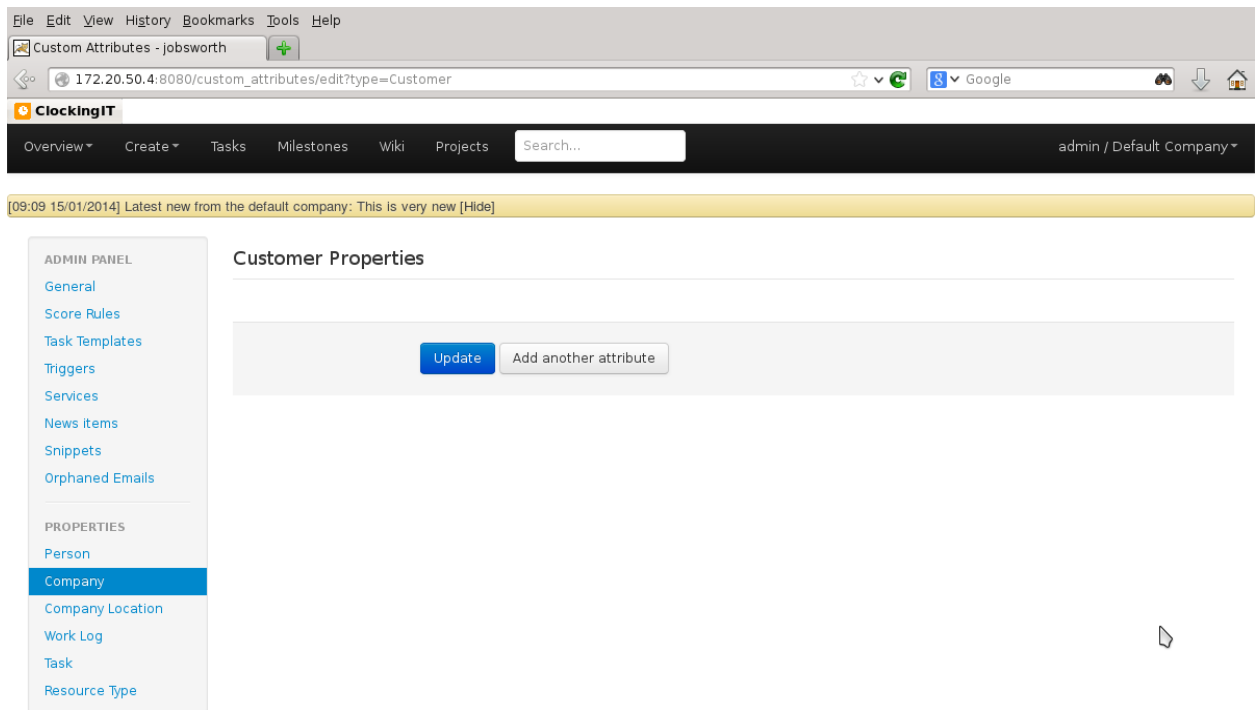 File Edit View History Bookmarks Tools Help
Custom Attributes - jobsworth
172.20.50.4:8080/custom_attributes/edit?type=Customer
Google
ClockingIT
Overview Create Tasks Milestones Wiki Projects Search... admin / Default Company
[09:09 15/01/2014] Latest new from the default company: This is very new [Hide]
ADMIN PANEL
General
Score Rules
Task Templates
Triggers
Services
News items
Snippets
Orphaned Emails
PROPERTIES
Person
Company
Company Location
Work Log
Task
Resource Type
Customer Properties
Update Add another attribute